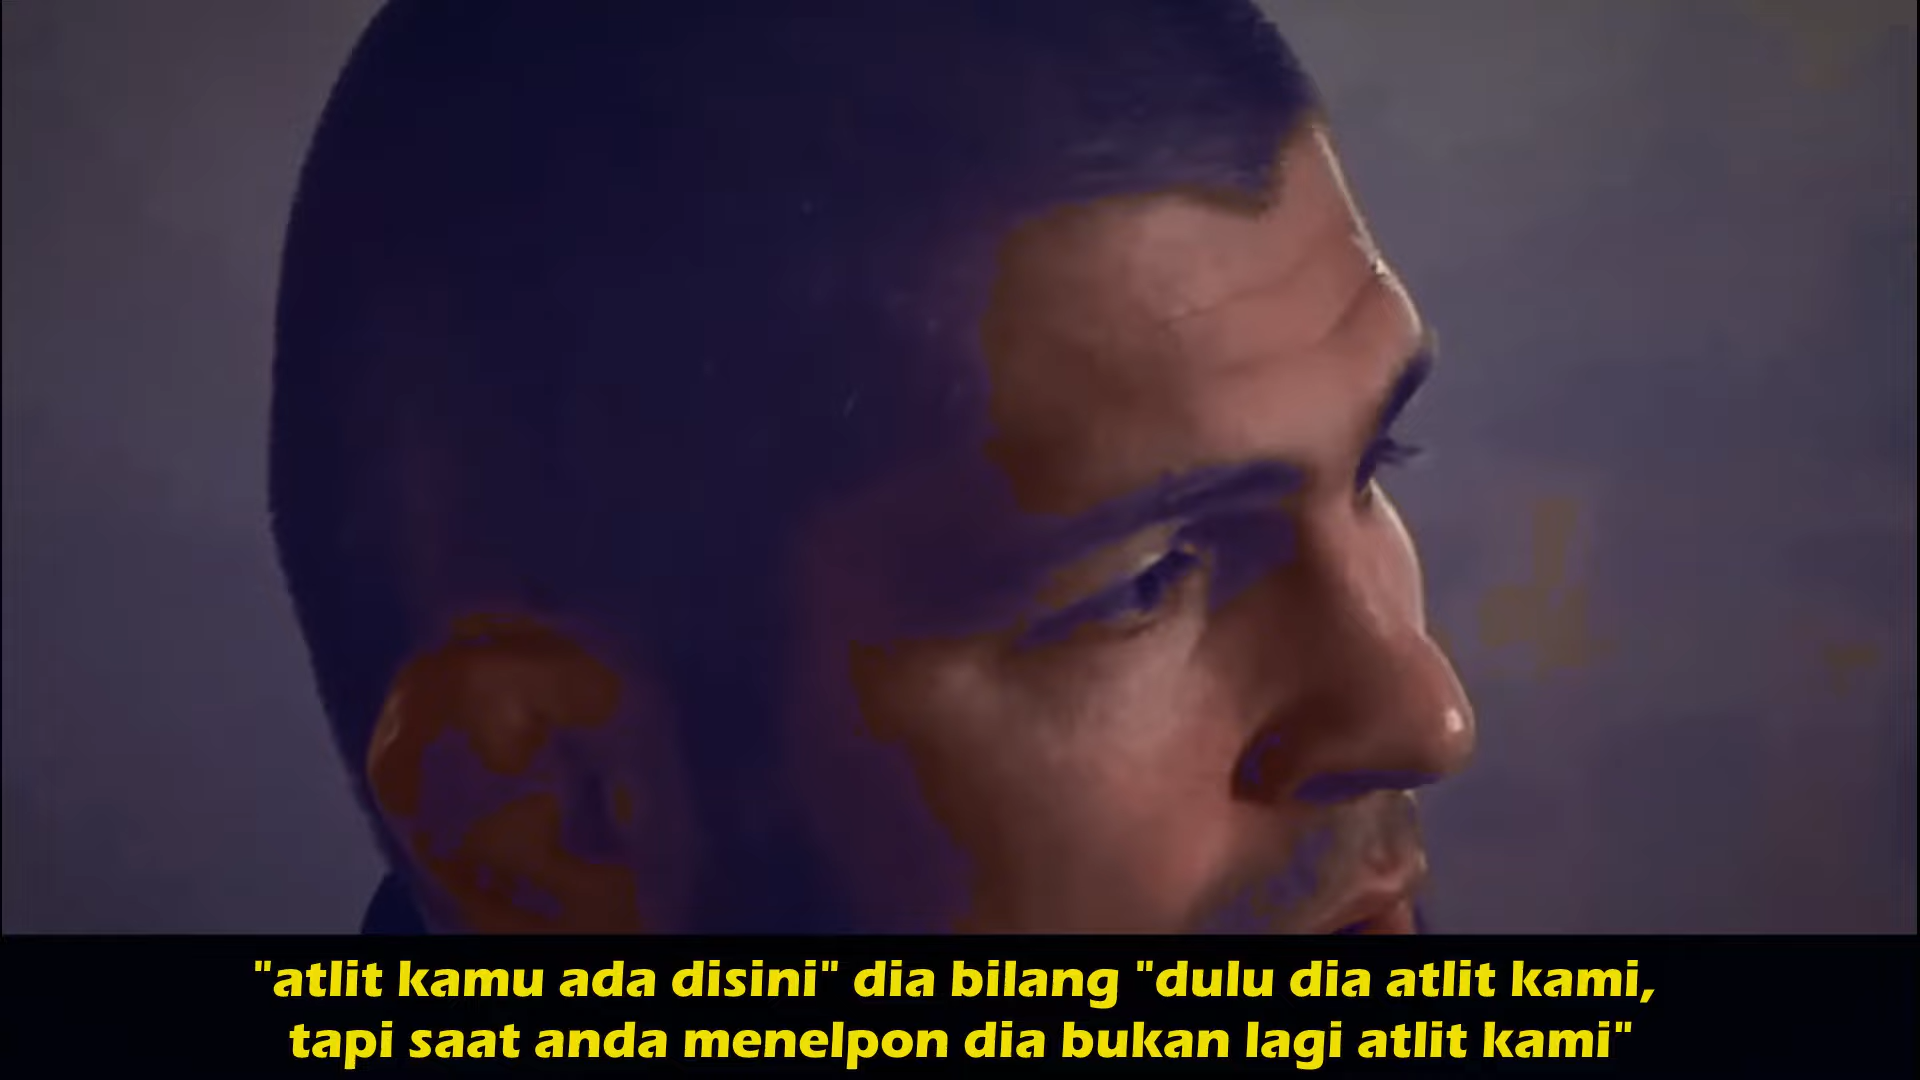 "atlit kamu ada disini" dia bilang "dulu dia atlit kami,
tapi saat anda menelpon dia bukan lagi atlit kami"